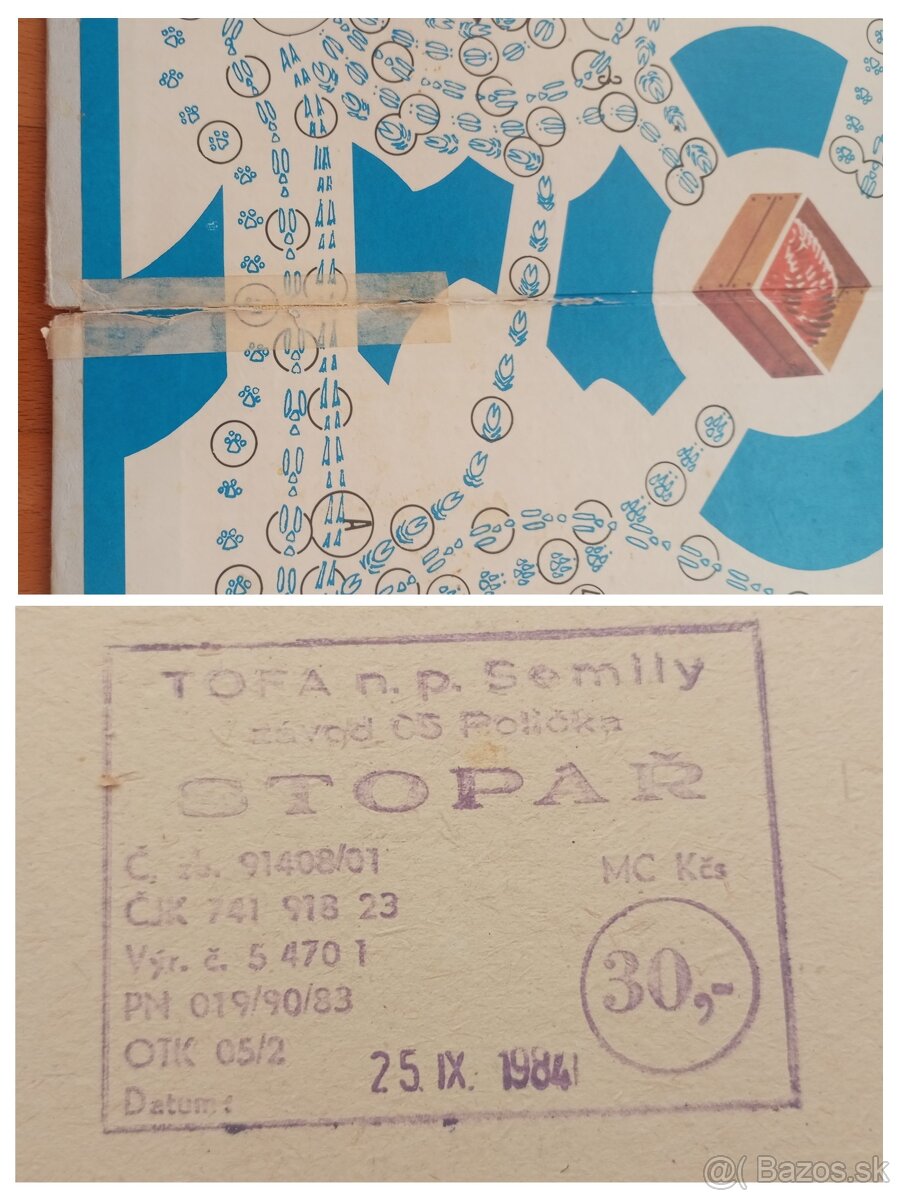 A
TOFA n. p. Semily
závod 05 Polička
STOPAŘ
Č. zb. 91408/01
MC Kčs
ČJK 741 918 23
Výr. č. 5 470 1
30,-
PN 019/90/83
OTK 05/2
Datum: 25. IX. 1984
@( Bazos.sk